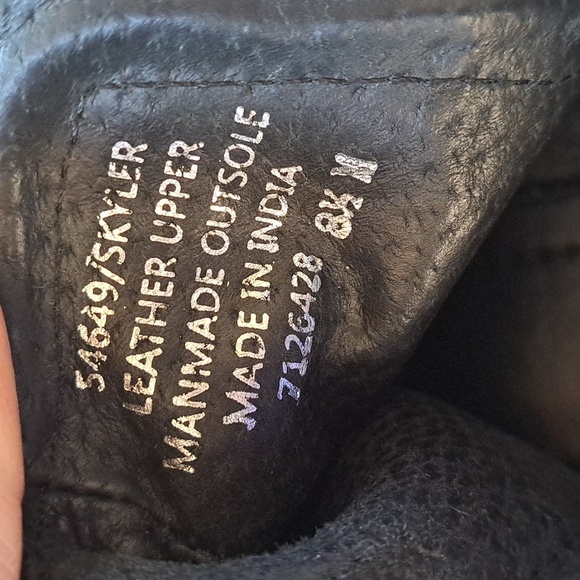 54649/SKYLER
LEATHER UPPER
MANMADE OUTSOLE
MADE IN INDIA
7126428 8½ N